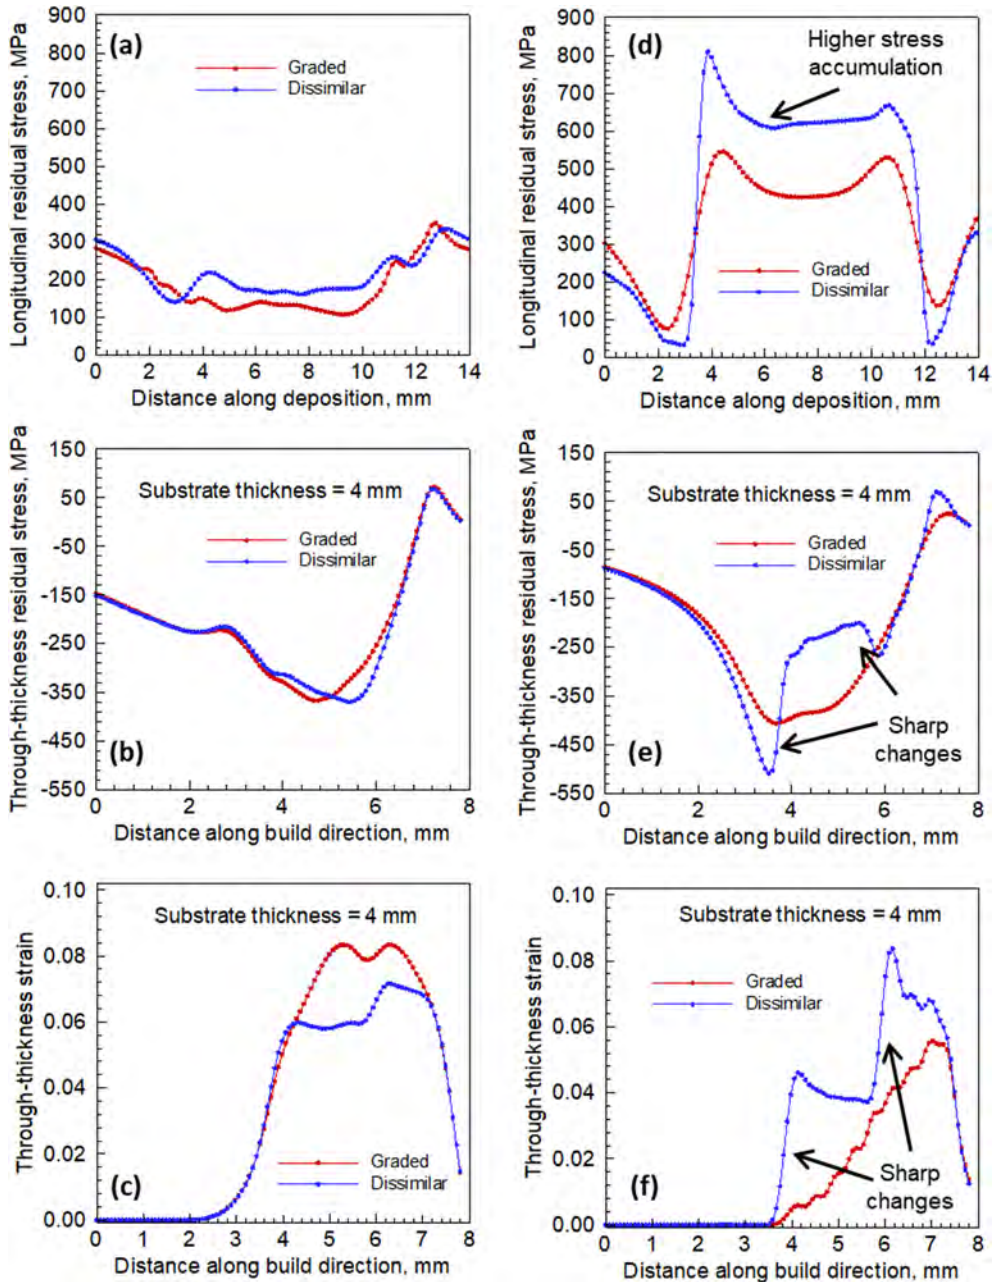 (a)
Longitudinal residual stress, MPa
900
800
700
600
500
400
300
200
100
0
Graded
Dissimilar
0 2 4 6 8 10 12 14
Distance along deposition, mm
(d)
Longitudinal residual stress, MPa
900
800
700
600
500
400
300
200
100
0
Higher stress
accumulation
Graded
Dissimilar
0 2 4 6 8 10 12 14
Distance along deposition, mm
(b)
Through-thickness residual stress, MPa
150
50
-50
-150
-250
-350
-450
-550
Substrate thickness = 4 mm
Graded
Dissimilar
0 2 4 6 8
Distance along build direction, mm
(e)
Through-thickness residual stress, MPa
150
50
-50
-150
-250
-350
-450
-550
Substrate thickness = 4 mm
Graded
Dissimilar
Sharp
changes
0 2 4 6 8
Distance along build direction, mm
(c)
Through-thickness strain
0.10
0.08
0.06
0.04
0.02
0.00
Substrate thickness = 4 mm
Graded
Dissimilar
0 1 2 3 4 5 6 7 8
Distance along build direction, mm
(f)
Through-thickness strain
0.10
0.08
0.06
0.04
0.02
0.00
Substrate thickness = 4 mm
Graded
Dissimilar
Sharp
changes
0 1 2 3 4 5 6 7 8
Distance along build direction, mm